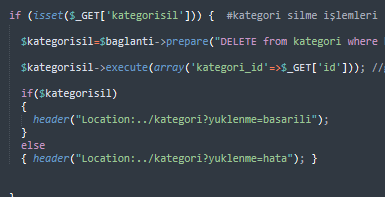 if (isset($_GET['kategorisil'])) {  #kategori silme işlemleri
$kategorisil=$baglanti->prepare("DELETE from kategori where
$kategorisil->execute(array('kategori_id'=>$_GET['id'])); //
if($kategorisil)
{
header("Location:../kategori?yuklenme=basarili");
}
else
{ header("Location:../kategori?yuklenme=hata"); }